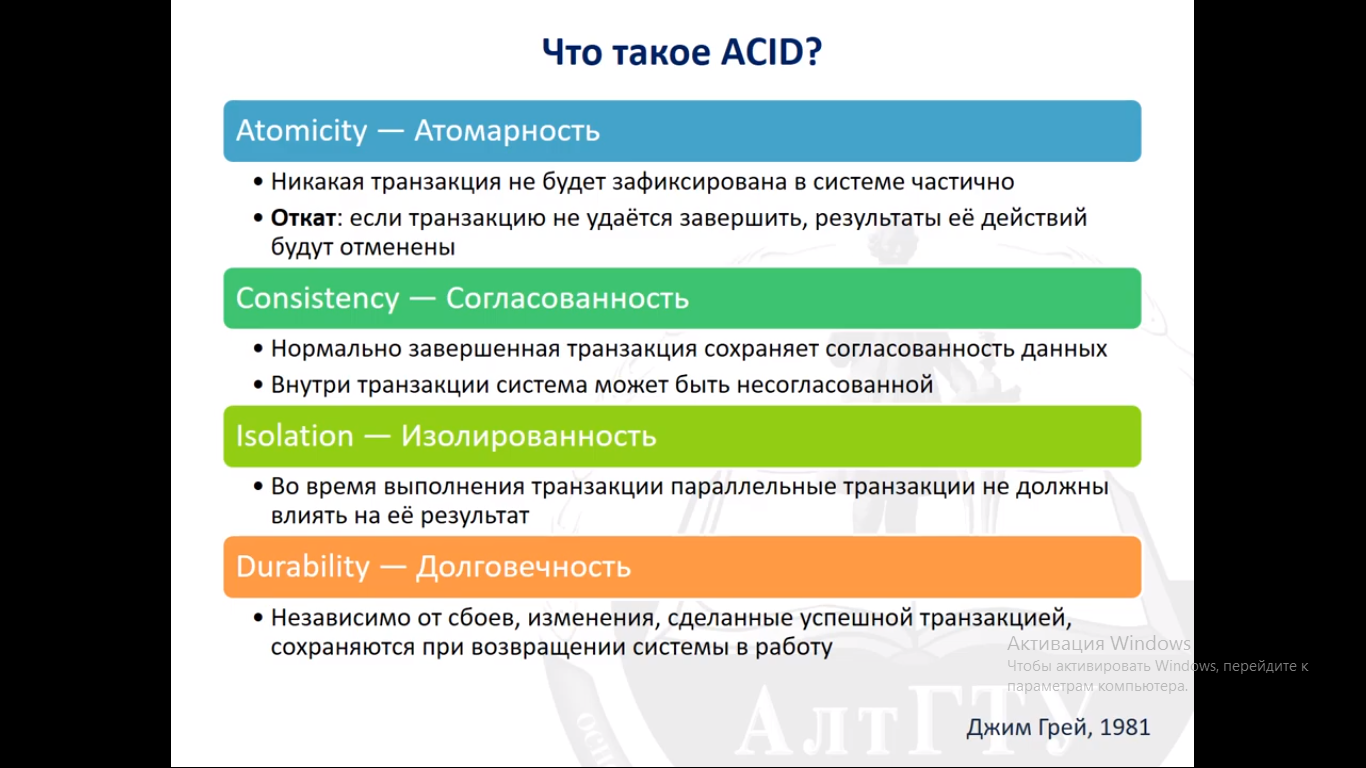 Что такое ACID?
Atomicity — Атомарность
• Никакая транзакция не будет зафиксирована в системе частично
• Откат: если транзакцию не удаётся завершить, результаты её действий
будут отменены
Consistency — Согласованность
• Нормально завершенная транзакция сохраняет согласованность данных
• Внутри транзакции система может быть несогласованной
Isolation — Изолированность
• Во время выполнения транзакции параллельные транзакции не должны
влиять на её результат
Durability — Долговечность
• Независимо от сбоев, изменения, сделанные успешной транзакцией,
сохраняются при возвращении системы в работу
Активация Windows
Чтобы активировать Windows, перейдите к
параметрам компьютера.
АлтГТУ
Джим Грей, 1981